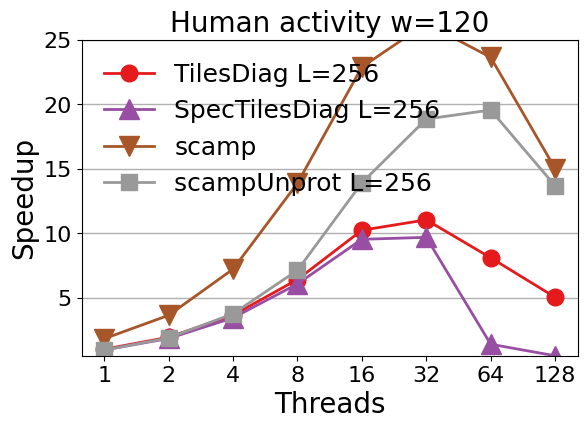 Human activity w=120
25
20
15
10
5
Speedup
TilesDiag L=256
SpecTilesDiag L=256
scamp
scampUnprot L=256
1 2 4 8 16 32 64 128
Threads